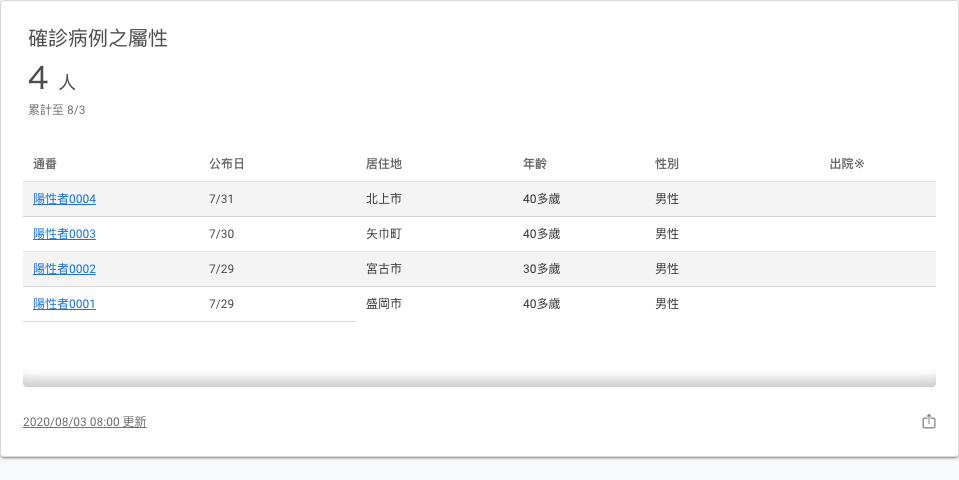 確診病例之屬性
4 人
累計至 8/3
通番 公布日 居住地 年齡 性別 出院※
陽性者0004 7/31 北上市 40多歲 男性
陽性者0003 7/30 矢巾町 40多歲 男性
陽性者0002 7/29 宮古市 30多歲 男性
陽性者0001 7/29 盛岡市 40多歲 男性
2020/08/03 08:00 更新